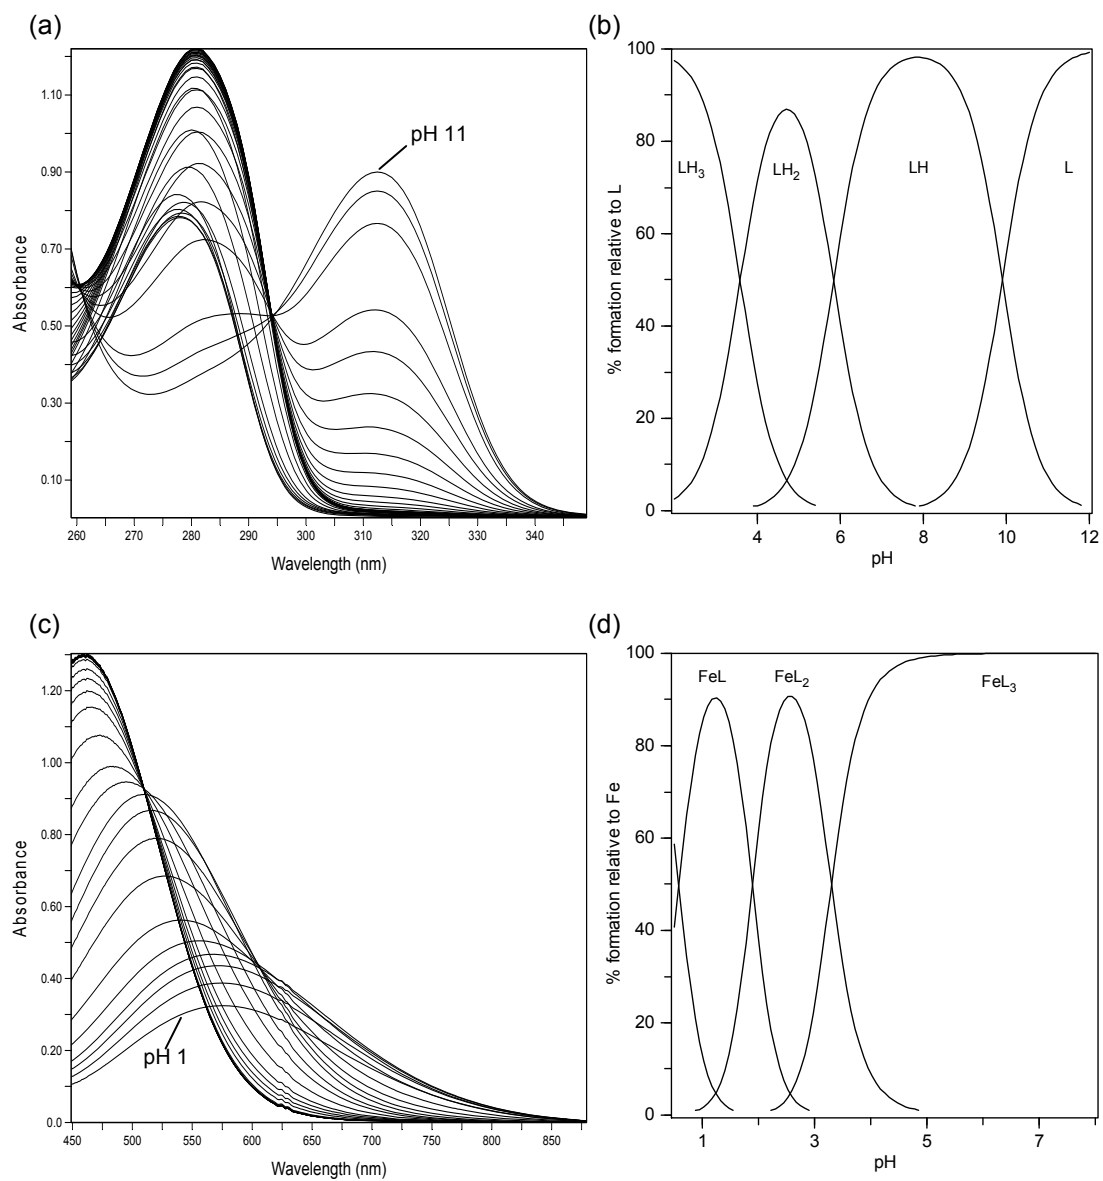 (a)
1.10
0.90
0.70
0.50
0.30
0.10
Absorbance
pH 11
260 270 280 290 300 310 320 330 340
Wavelength (nm)
(b)
100
80
60
40
20
0
% formation relative to L
LH3
LH2
LH
L
4 6 8 10 12
pH
(c)
1.20
1.00
0.80
0.60
0.40
0.20
0.0
Absorbance
pH 1
450 500 550 600 650 700 750 800 850
Wavelength (nm)
(d)
100
80
60
40
20
0
% formation relative to Fe
FeL
FeL2
FeL3
1 3 5 7
pH